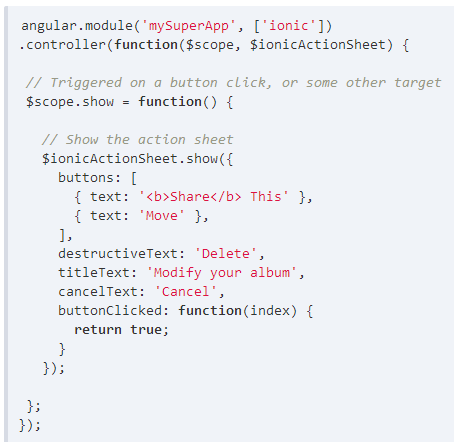 angular.module('mySuperApp', ['ionic'])
.controller(function($scope, $ionicActionSheet) {
// Triggered on a button click, or some other target
$scope.show = function() {
// Show the action sheet
$ionicActionSheet.show({
buttons: [
{ text: '<b>Share</b> This' },
{ text: 'Move' },
],
destructiveText: 'Delete',
titleText: 'Modify your album',
cancelText: 'Cancel',
buttonClicked: function(index) {
return true;
}
});
};
});